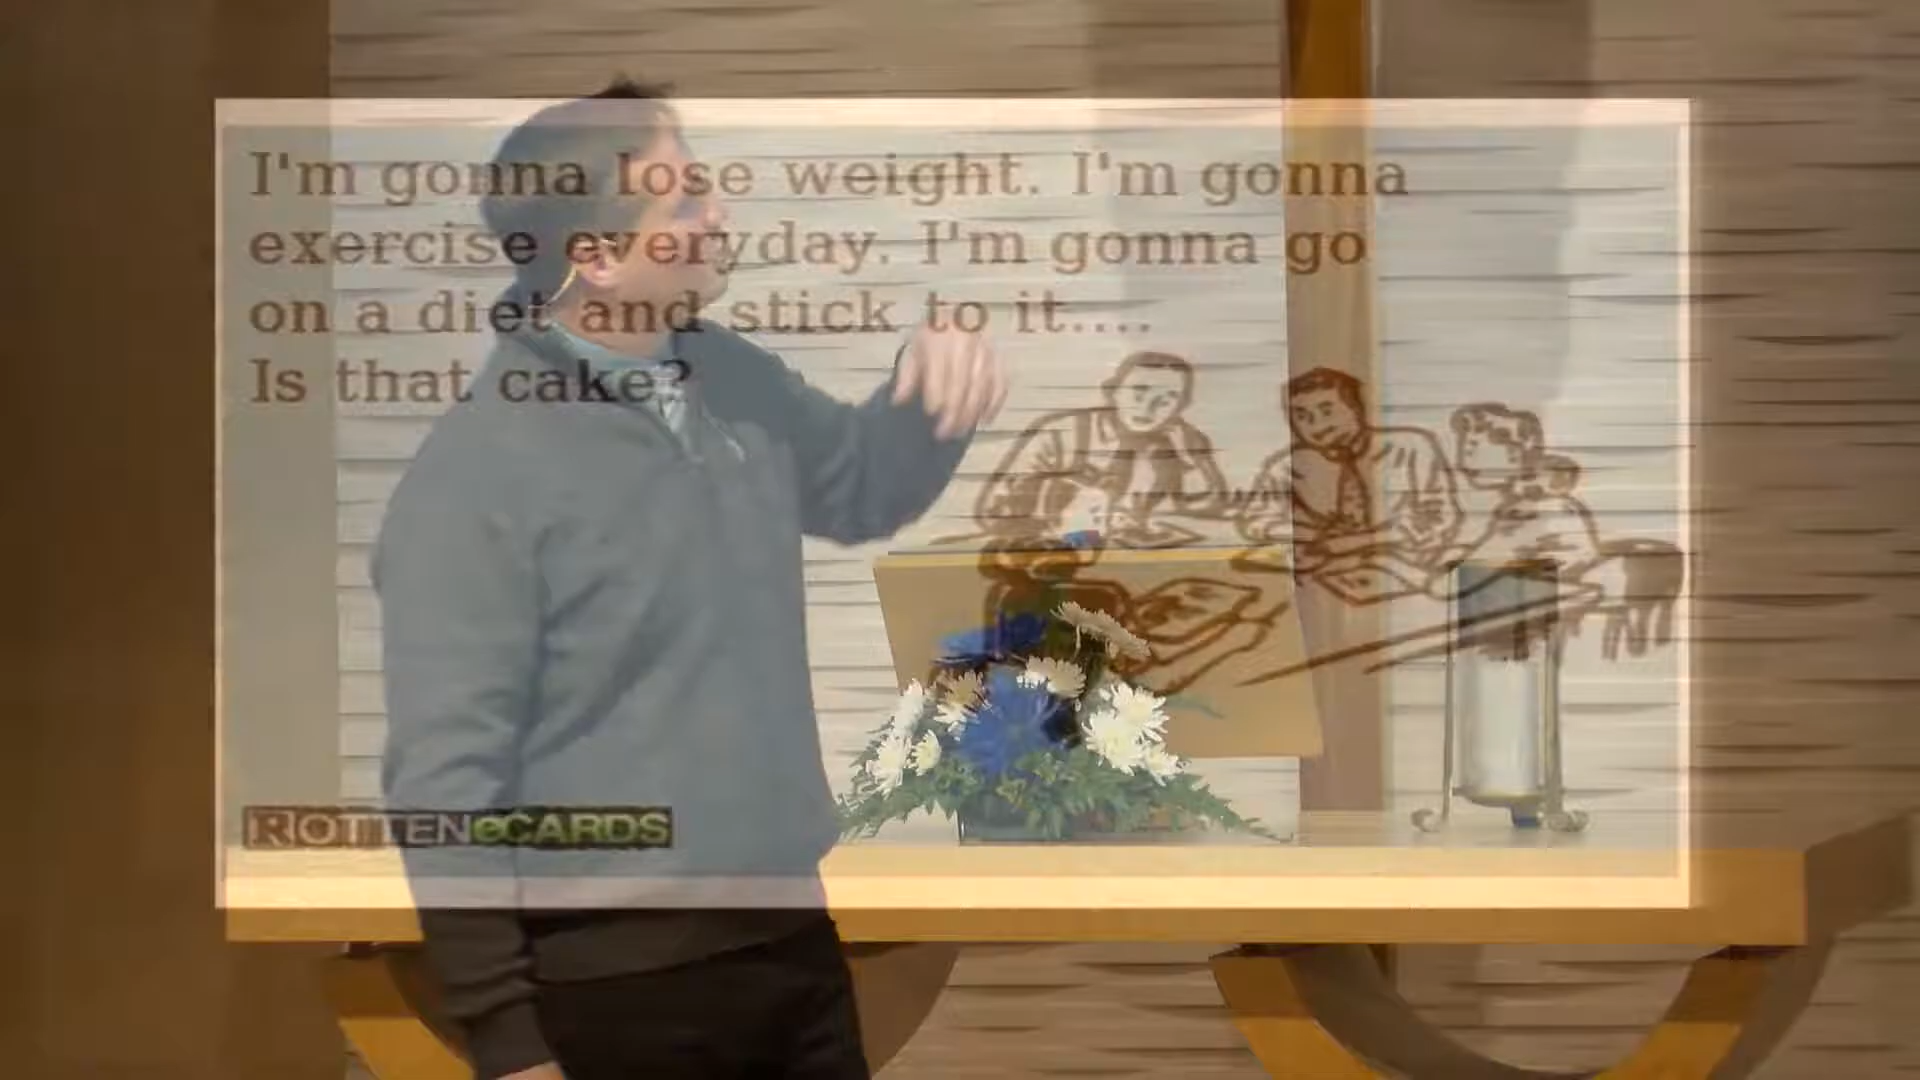 I'm gonna lose weight. I'm gonna
exercise everyday. I'm gonna go
on a diet and stick to it....
Is that cake?
ROTTENeCARDS